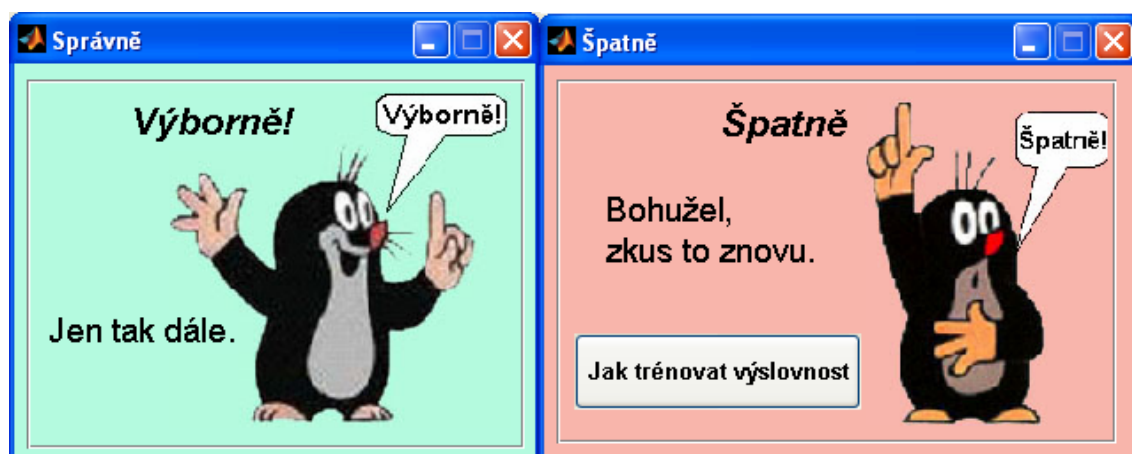 Správně
Výborně!
Výborně!
Jen tak dále.
Špatně
Špatně
Špatně!
Bohužel,
zkus to znovu.
Jak trénovat výslovnost